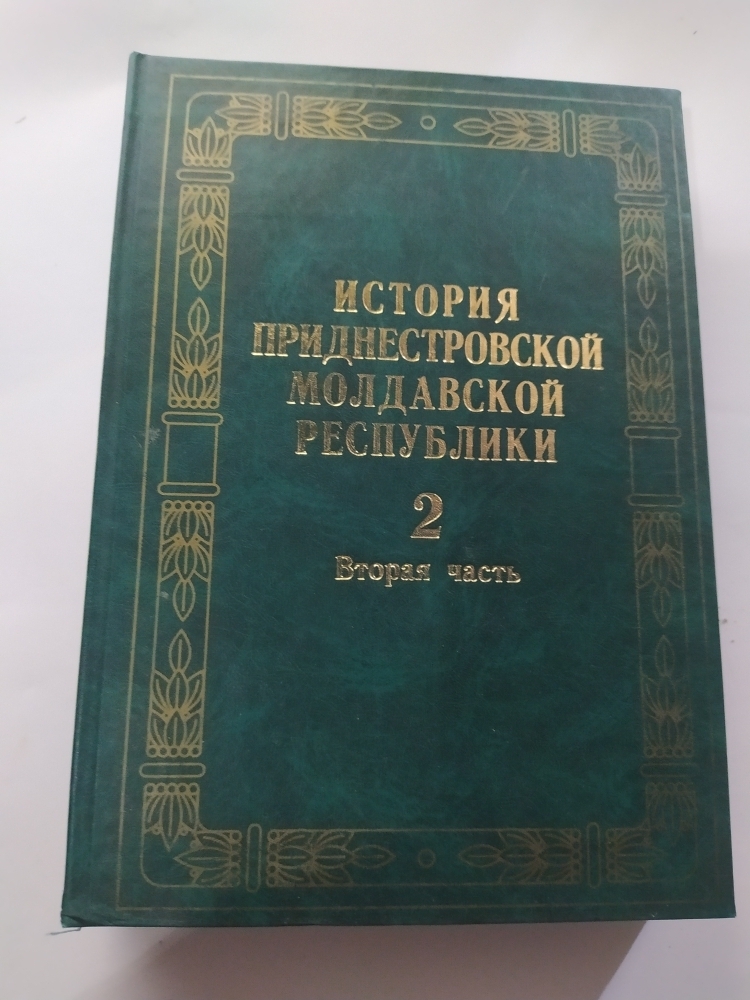 ИСТОРИЯ
ПРИДНЕСТРОВСКОЙ
МОЛДАВСКОЙ
РЕСПУБЛИКИ
2
Вторая часть